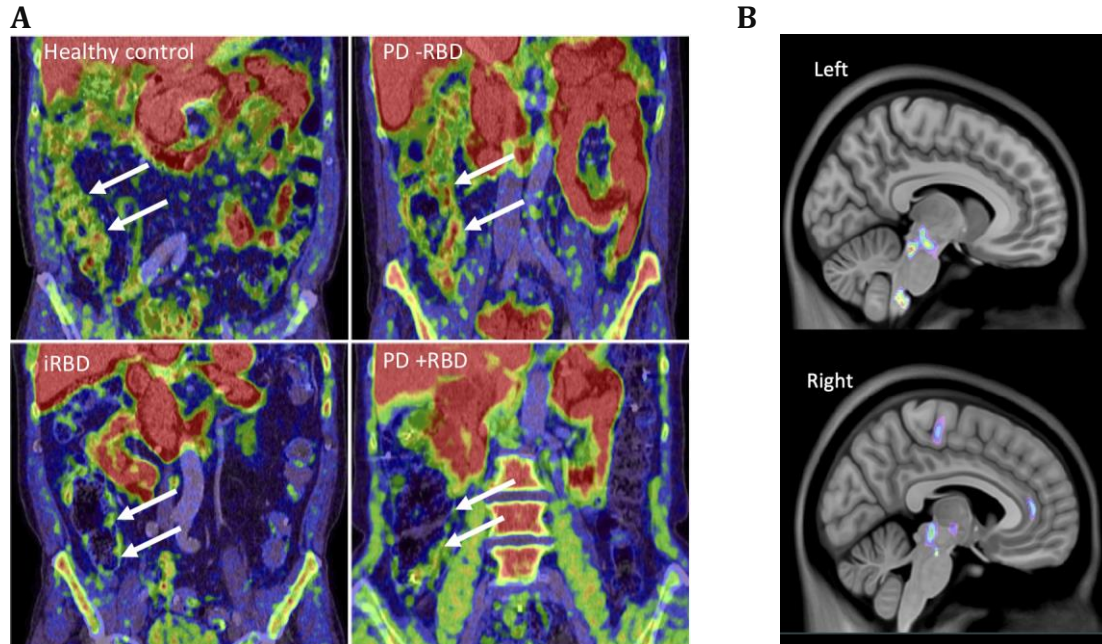 A
B
Healthy control
PD -RBD
iRBD
PD +RBD
Left
Right